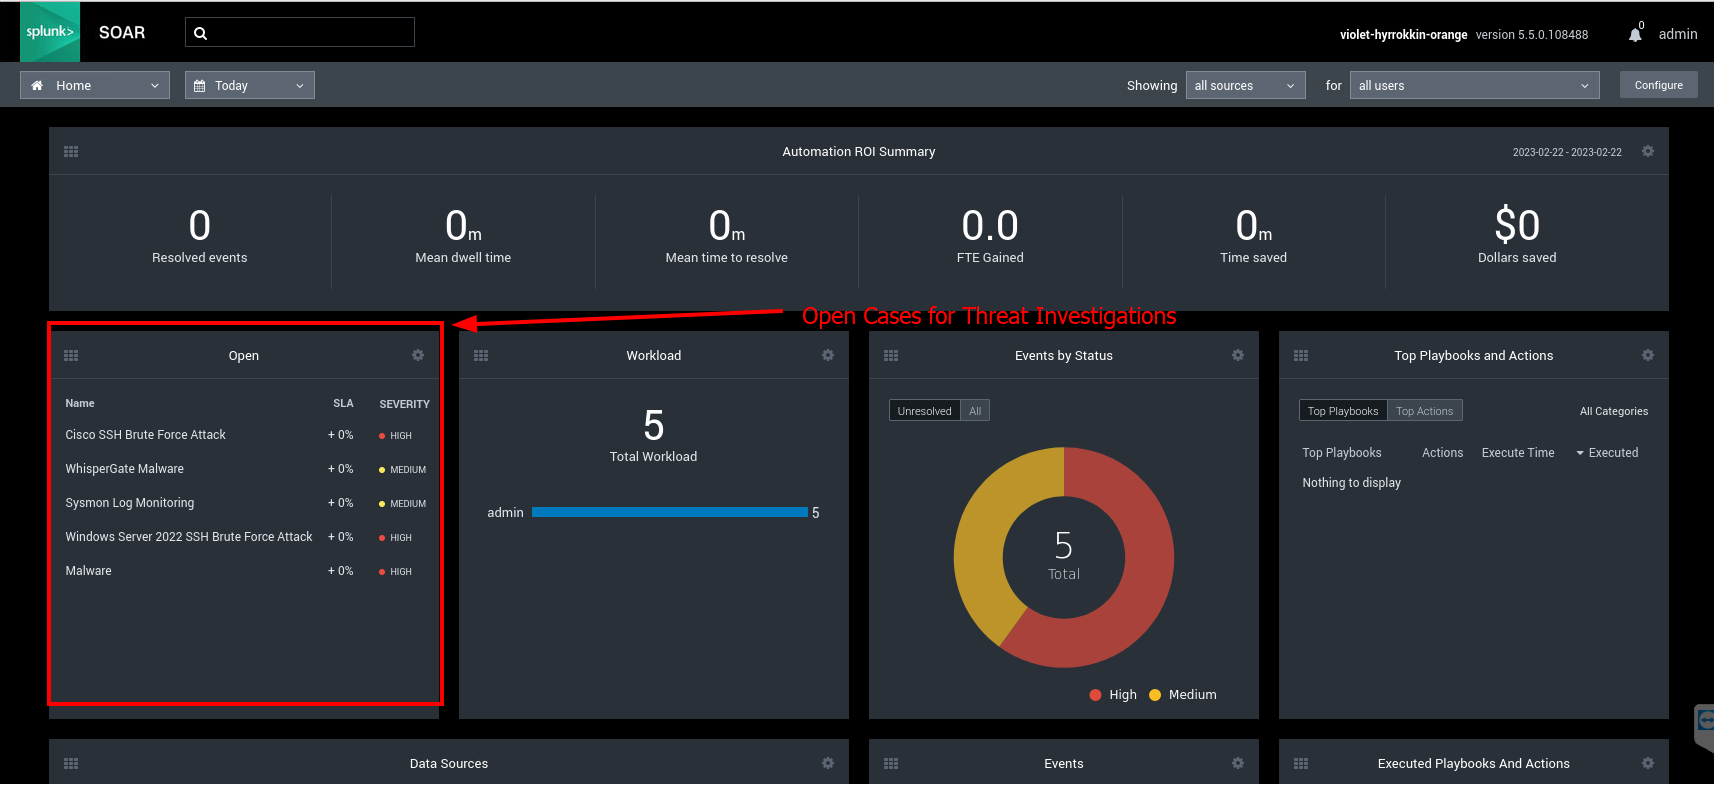 splunk> SOAR
violet-hyrrokkin-orange version 5.5.0.108488 0 admin
Home Today Showing all sources for all users Configure
Automation ROI Summary 2023-02-22 - 2023-02-22
0 0m 0m 0.0 0m $0
Resolved events Mean dwell time Mean time to resolve FTE Gained Time saved Dollars saved
Open Cases for Threat Investigations
Open
Name SLA SEVERITY
Cisco SSH Brute Force Attack + 0% HIGH
WhisperGate Malware + 0% MEDIUM
Sysmon Log Monitoring + 0% MEDIUM
Windows Server 2022 SSH Brute Force Attack + 0% HIGH
Malware + 0% HIGH
Workload
5
Total Workload
admin 5
Events by Status
Unresolved All
5
Total
High Medium
Top Playbooks and Actions
Top Playbooks Top Actions All Categories
Top Playbooks Actions Execute Time Executed
Nothing to display
Data Sources Events Executed Playbooks And Actions